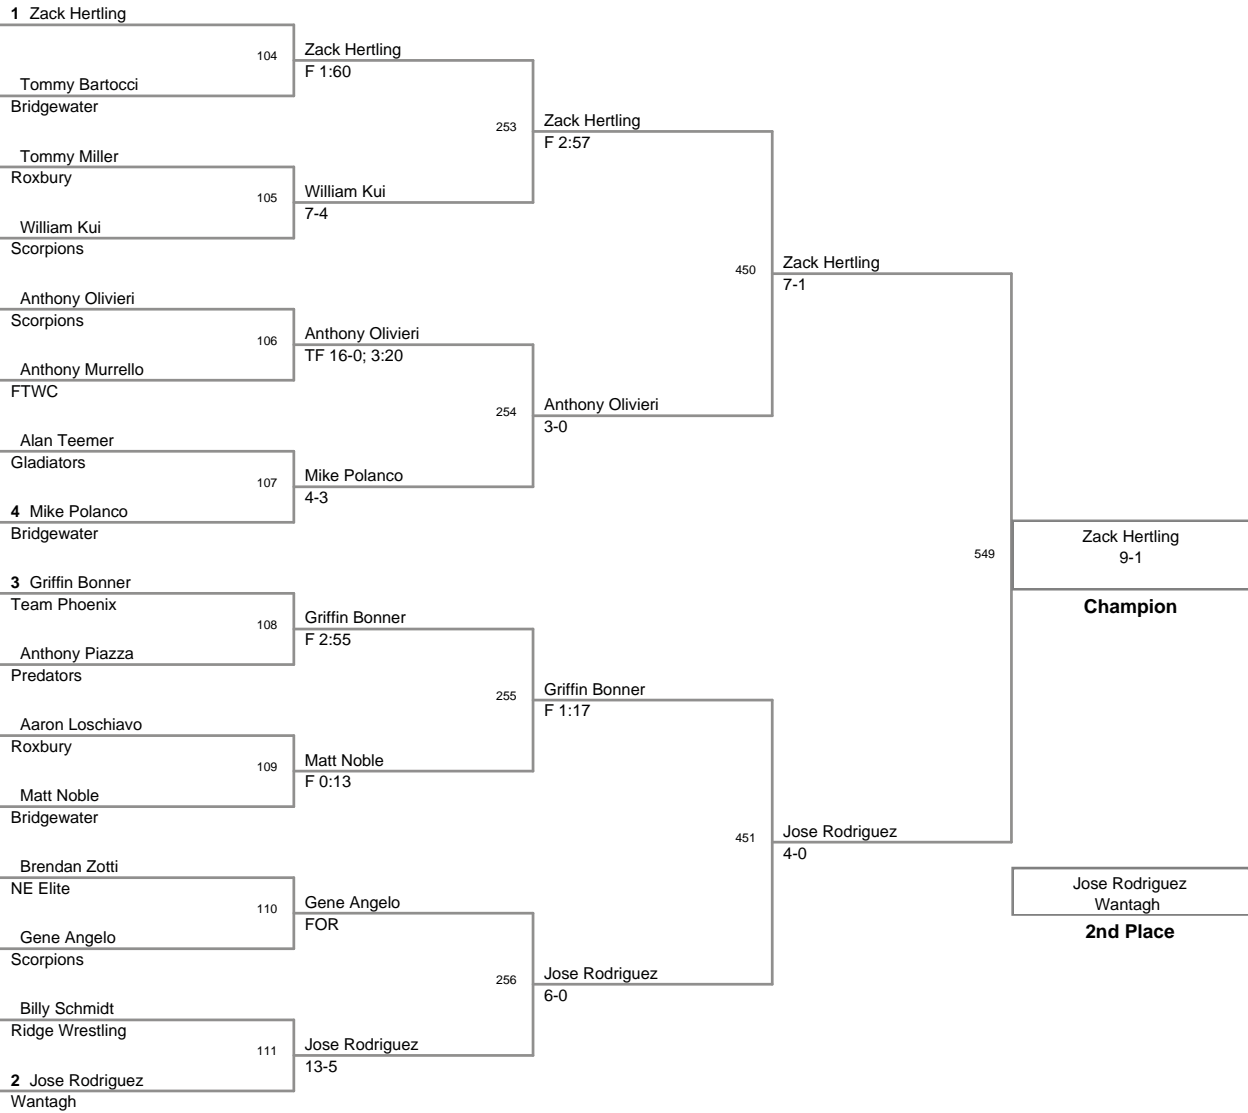 1 Zack Hertling
104
Tommy Bartocci
Bridgewater
Tommy Miller
Roxbury
105
William Kui
Scorpions
Anthony Olivieri
Scorpions
106
Anthony Murrello
FTWC
Alan Teemer
Gladiators
107
4 Mike Polanco
Bridgewater
3 Griffin Bonner
Team Phoenix
108
Anthony Piazza
Predators
Aaron Loschiavo
Roxbury
109
Matt Noble
Bridgewater
Brendan Zotti
NE Elite
110
Gene Angelo
Scorpions
Billy Schmidt
Ridge Wrestling
111
2 Jose Rodriguez
Wantagh
Zack Hertling
F 1:60
253
William Kui
7-4
Anthony Olivieri
TF 16-0; 3:20
254
Mike Polanco
4-3
Griffin Bonner
F 2:55
255
Matt Noble
F 0:13
Gene Angelo
FOR
256
Jose Rodriguez
13-5
Zack Hertling
F 2:57
450
Anthony Olivieri
3-0
Griffin Bonner
F 1:17
451
Jose Rodriguez
6-0
Zack Hertling
7-1
549
Jose Rodriguez
4-0
Zack Hertling
9-1
Champion
Jose Rodriguez
Wantagh
2nd Place